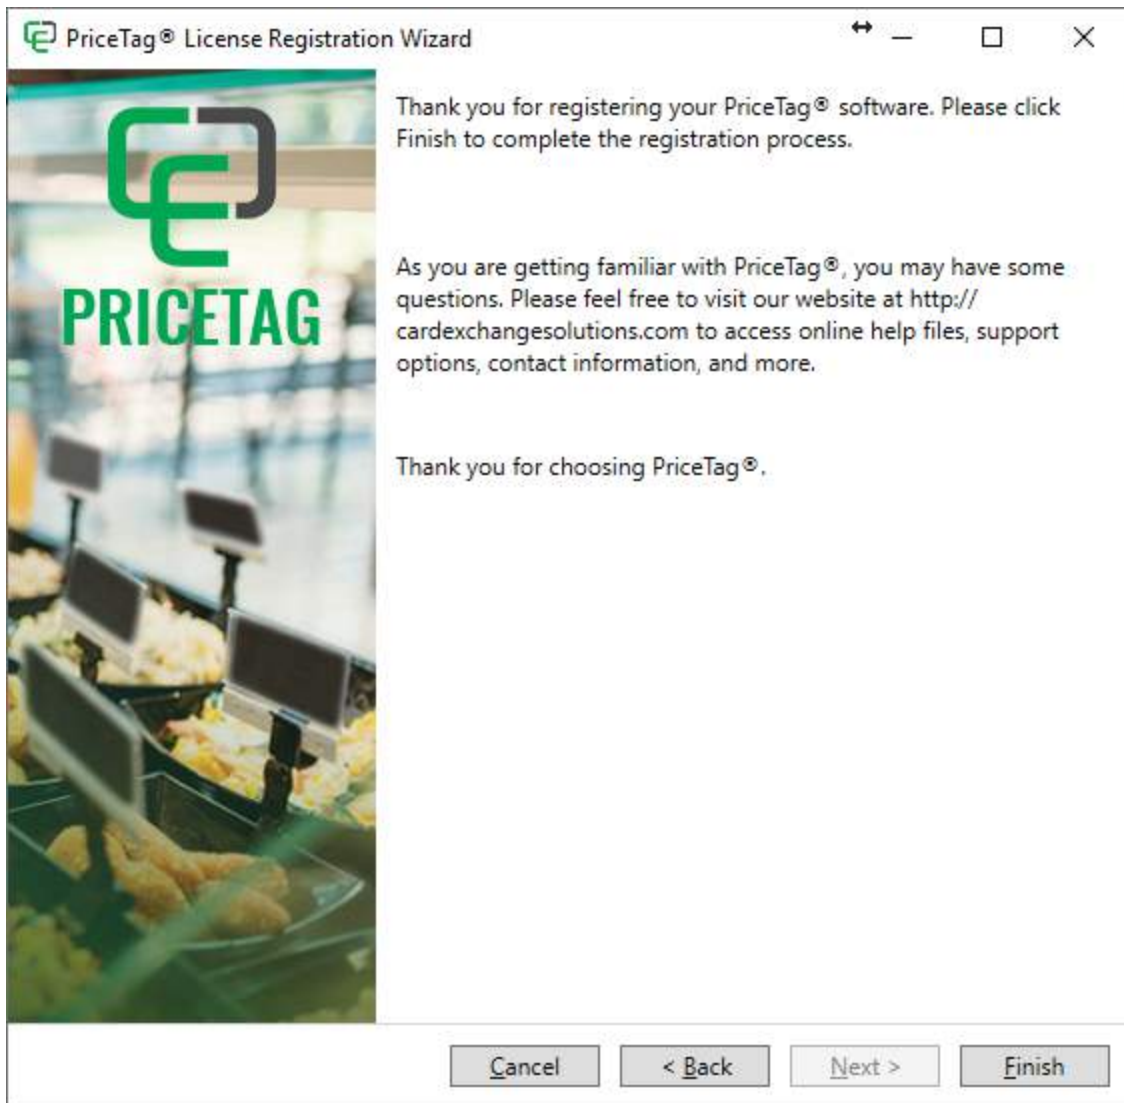 PriceTag® License Registration Wizard
PRICETAG
Thank you for registering your PriceTag® software. Please click
Finish to complete the registration process.
As you are getting familiar with PriceTag®, you may have some
questions. Please feel free to visit our website at http://
cardexchangesolutions.com to access online help files, support
options, contact information, and more.
Thank you for choosing PriceTag®.
Cancel
< Back
Next >
Finish